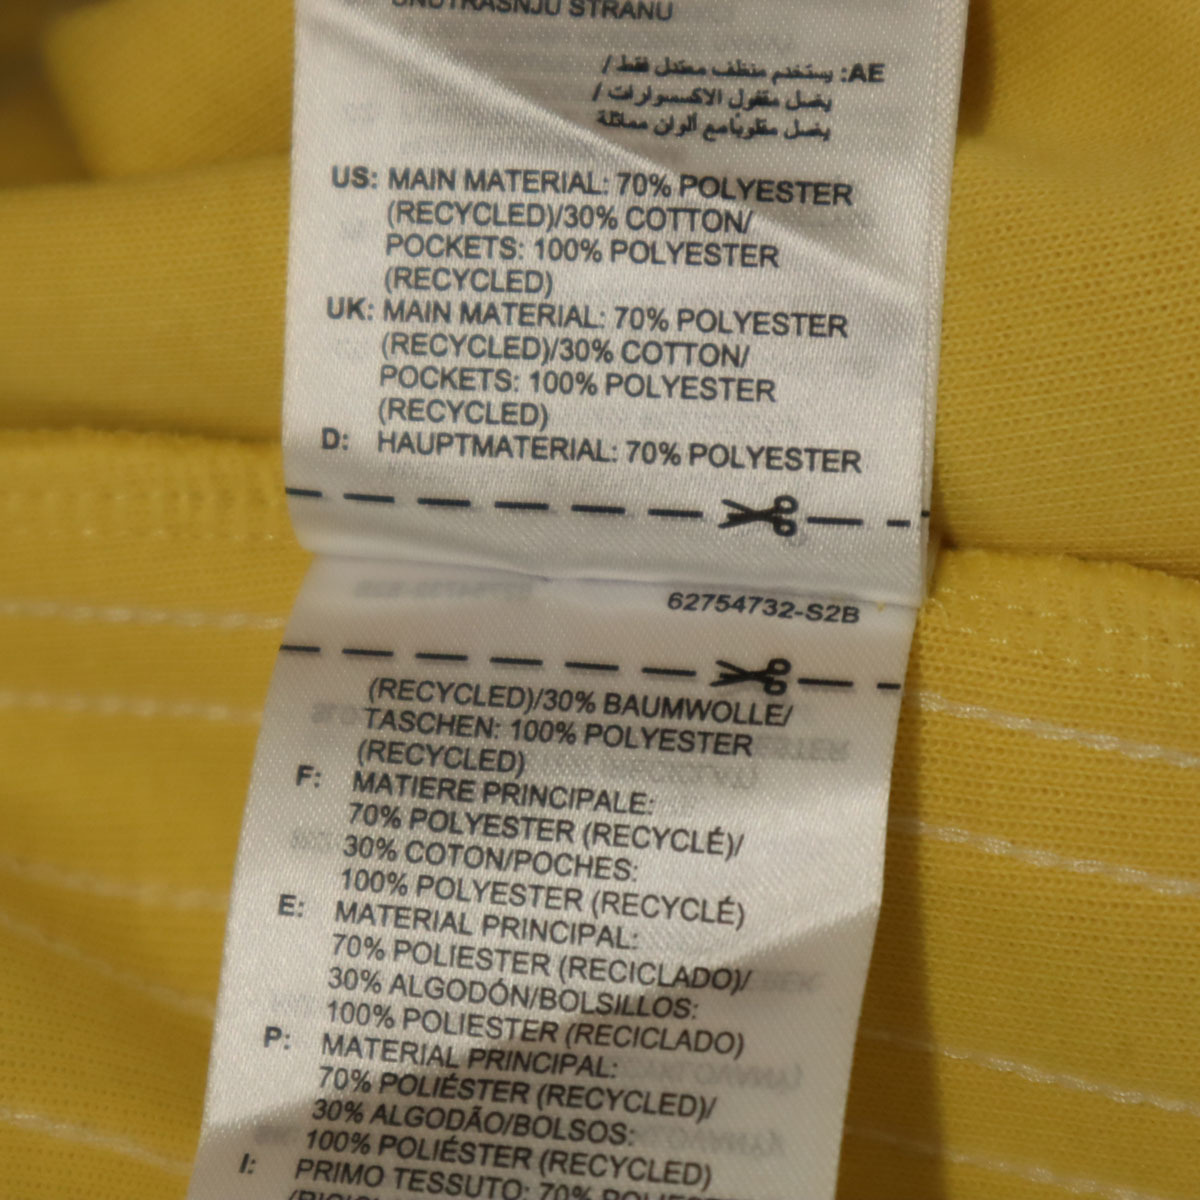 UNUTRAŠNJU STRANU
AE: يستخدم منظف معتدل فقط /
يغسل مقفول الاكسسوارات /
يغسل مقلوبًا مع ألوان مماثلة
US: MAIN MATERIAL: 70% POLYESTER
(RECYCLED)/30% COTTON/
POCKETS: 100% POLYESTER
(RECYCLED)
UK: MAIN MATERIAL: 70% POLYESTER
(RECYCLED)/30% COTTON/
POCKETS: 100% POLYESTER
(RECYCLED)
D: HAUPTMATERIAL: 70% POLYESTER
62754732-S2B
(RECYCLED)/30% BAUMWOLLE/
TASCHEN: 100% POLYESTER
(RECYCLED)
F: MATIERE PRINCIPALE:
70% POLYESTER (RECYCLÉ)/
30% COTON/POCHES:
100% POLYESTER (RECYCLÉ)
E: MATERIAL PRINCIPAL:
70% POLIESTER (RECICLADO)/
30% ALGODÓN/BOLSILLOS:
100% POLIESTER (RECICLADO)
P: MATERIAL PRINCIPAL:
70% POLIÉSTER (RECYCLED)/
30% ALGODÃO/BOLSOS:
100% POLIÉSTER (RECYCLED)
I: PRIMO TESSUTO: 70% POLIESTERE